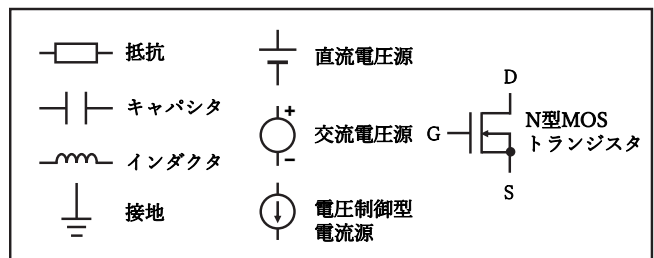 抵抗
キャパシタ
インダクタ
接地
直流電圧源
+
交流電圧源
−
電圧制御型
電流源
D
G
N型MOS
トランジスタ
S